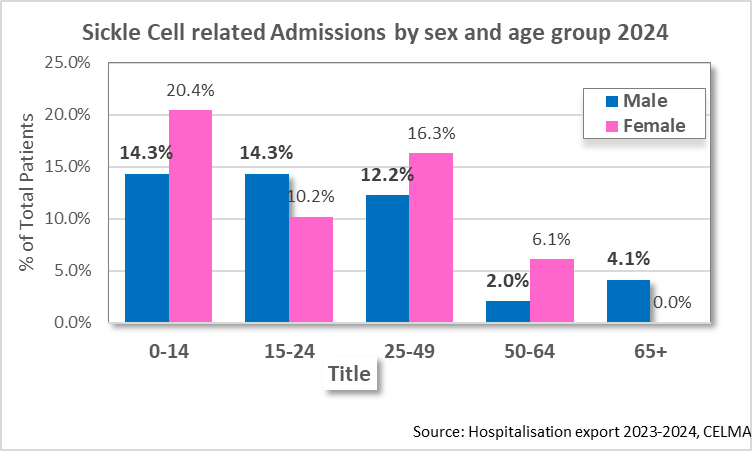 Sickle Cell related Admissions by sex and age group 2024
25.0%
20.0%
15.0%
10.0%
5.0%
0.0%
% of Total Patients
Male
Female
14.3% 20.4%
14.3% 10.2%
12.2% 16.3%
2.0% 6.1%
4.1% 0.0%
0-14 15-24 25-49 50-64 65+
Title
Source: Hospitalisation export 2023-2024, CELMA